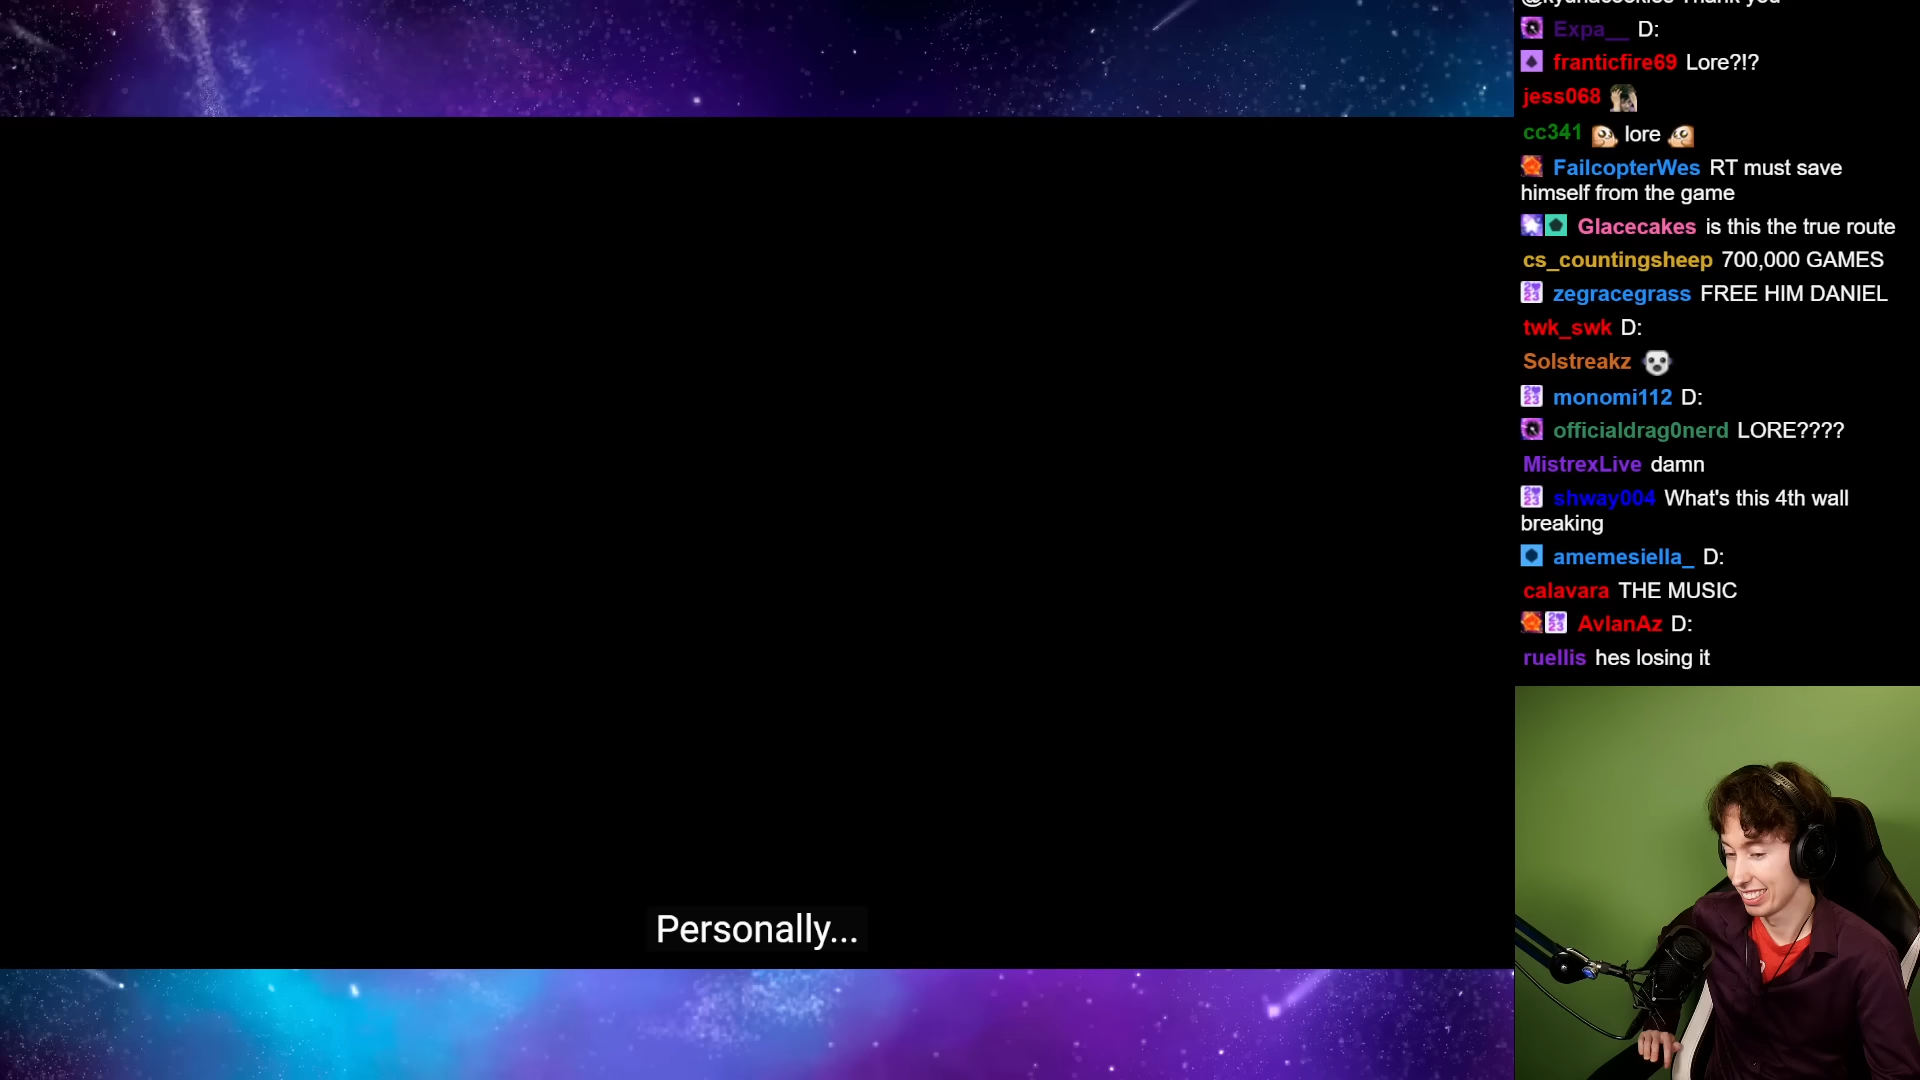 Expa__ D:
franticfire69 Lore?!?
jess068
cc341 lore
FailcopterWes RT must save
himself from the game
Glacecakes is this the true route
cs_countingsheep 700,000 GAMES
zegracegrass FREE HIM DANIEL
twk_swk D:
Solstreakz
monomi112 D:
officialdrag0nerd LORE????
MistrexLive damn
shway004 What's this 4th wall
breaking
amemesiella_ D:
calavara THE MUSIC
AvlanAz D:
ruellis hes losing it
Personally...